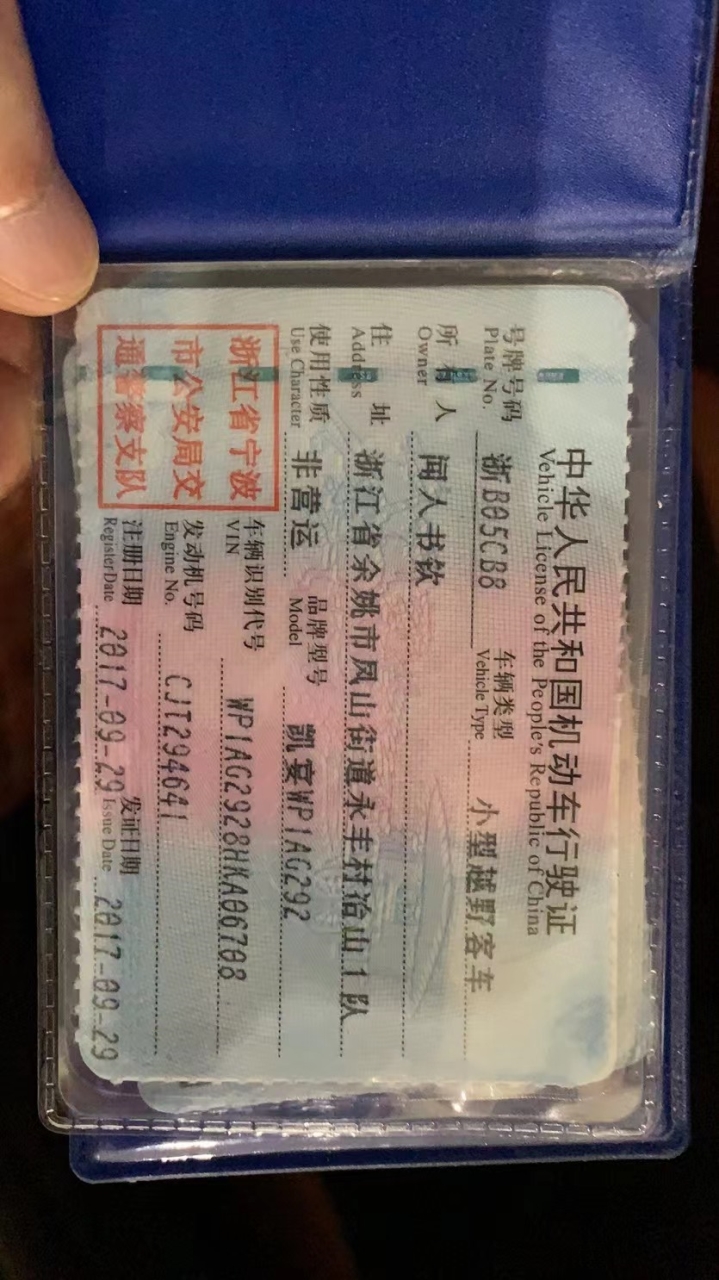 中华人民共和国机动车行驶证
Vehicle License of the People's Republic of China
号牌号码 浙B05CB8 车辆类型 小型越野客车
Plate No. Vehicle Type
所有人 闻人书钦
Owner
住址 浙江省余姚市凤山街道永丰村冶山1队
Address
使用性质 非营运 品牌型号 凯宴WP1AG292
Use Character Model
浙江省宁波
市公安局交
通警察支队
车辆识别代号 WP1AG2928HKA06708
VIN
发动机号码 CJT294641
Engine No.
注册日期 2017-09-29 发证日期 2017-09-29
Register Date Issue Date